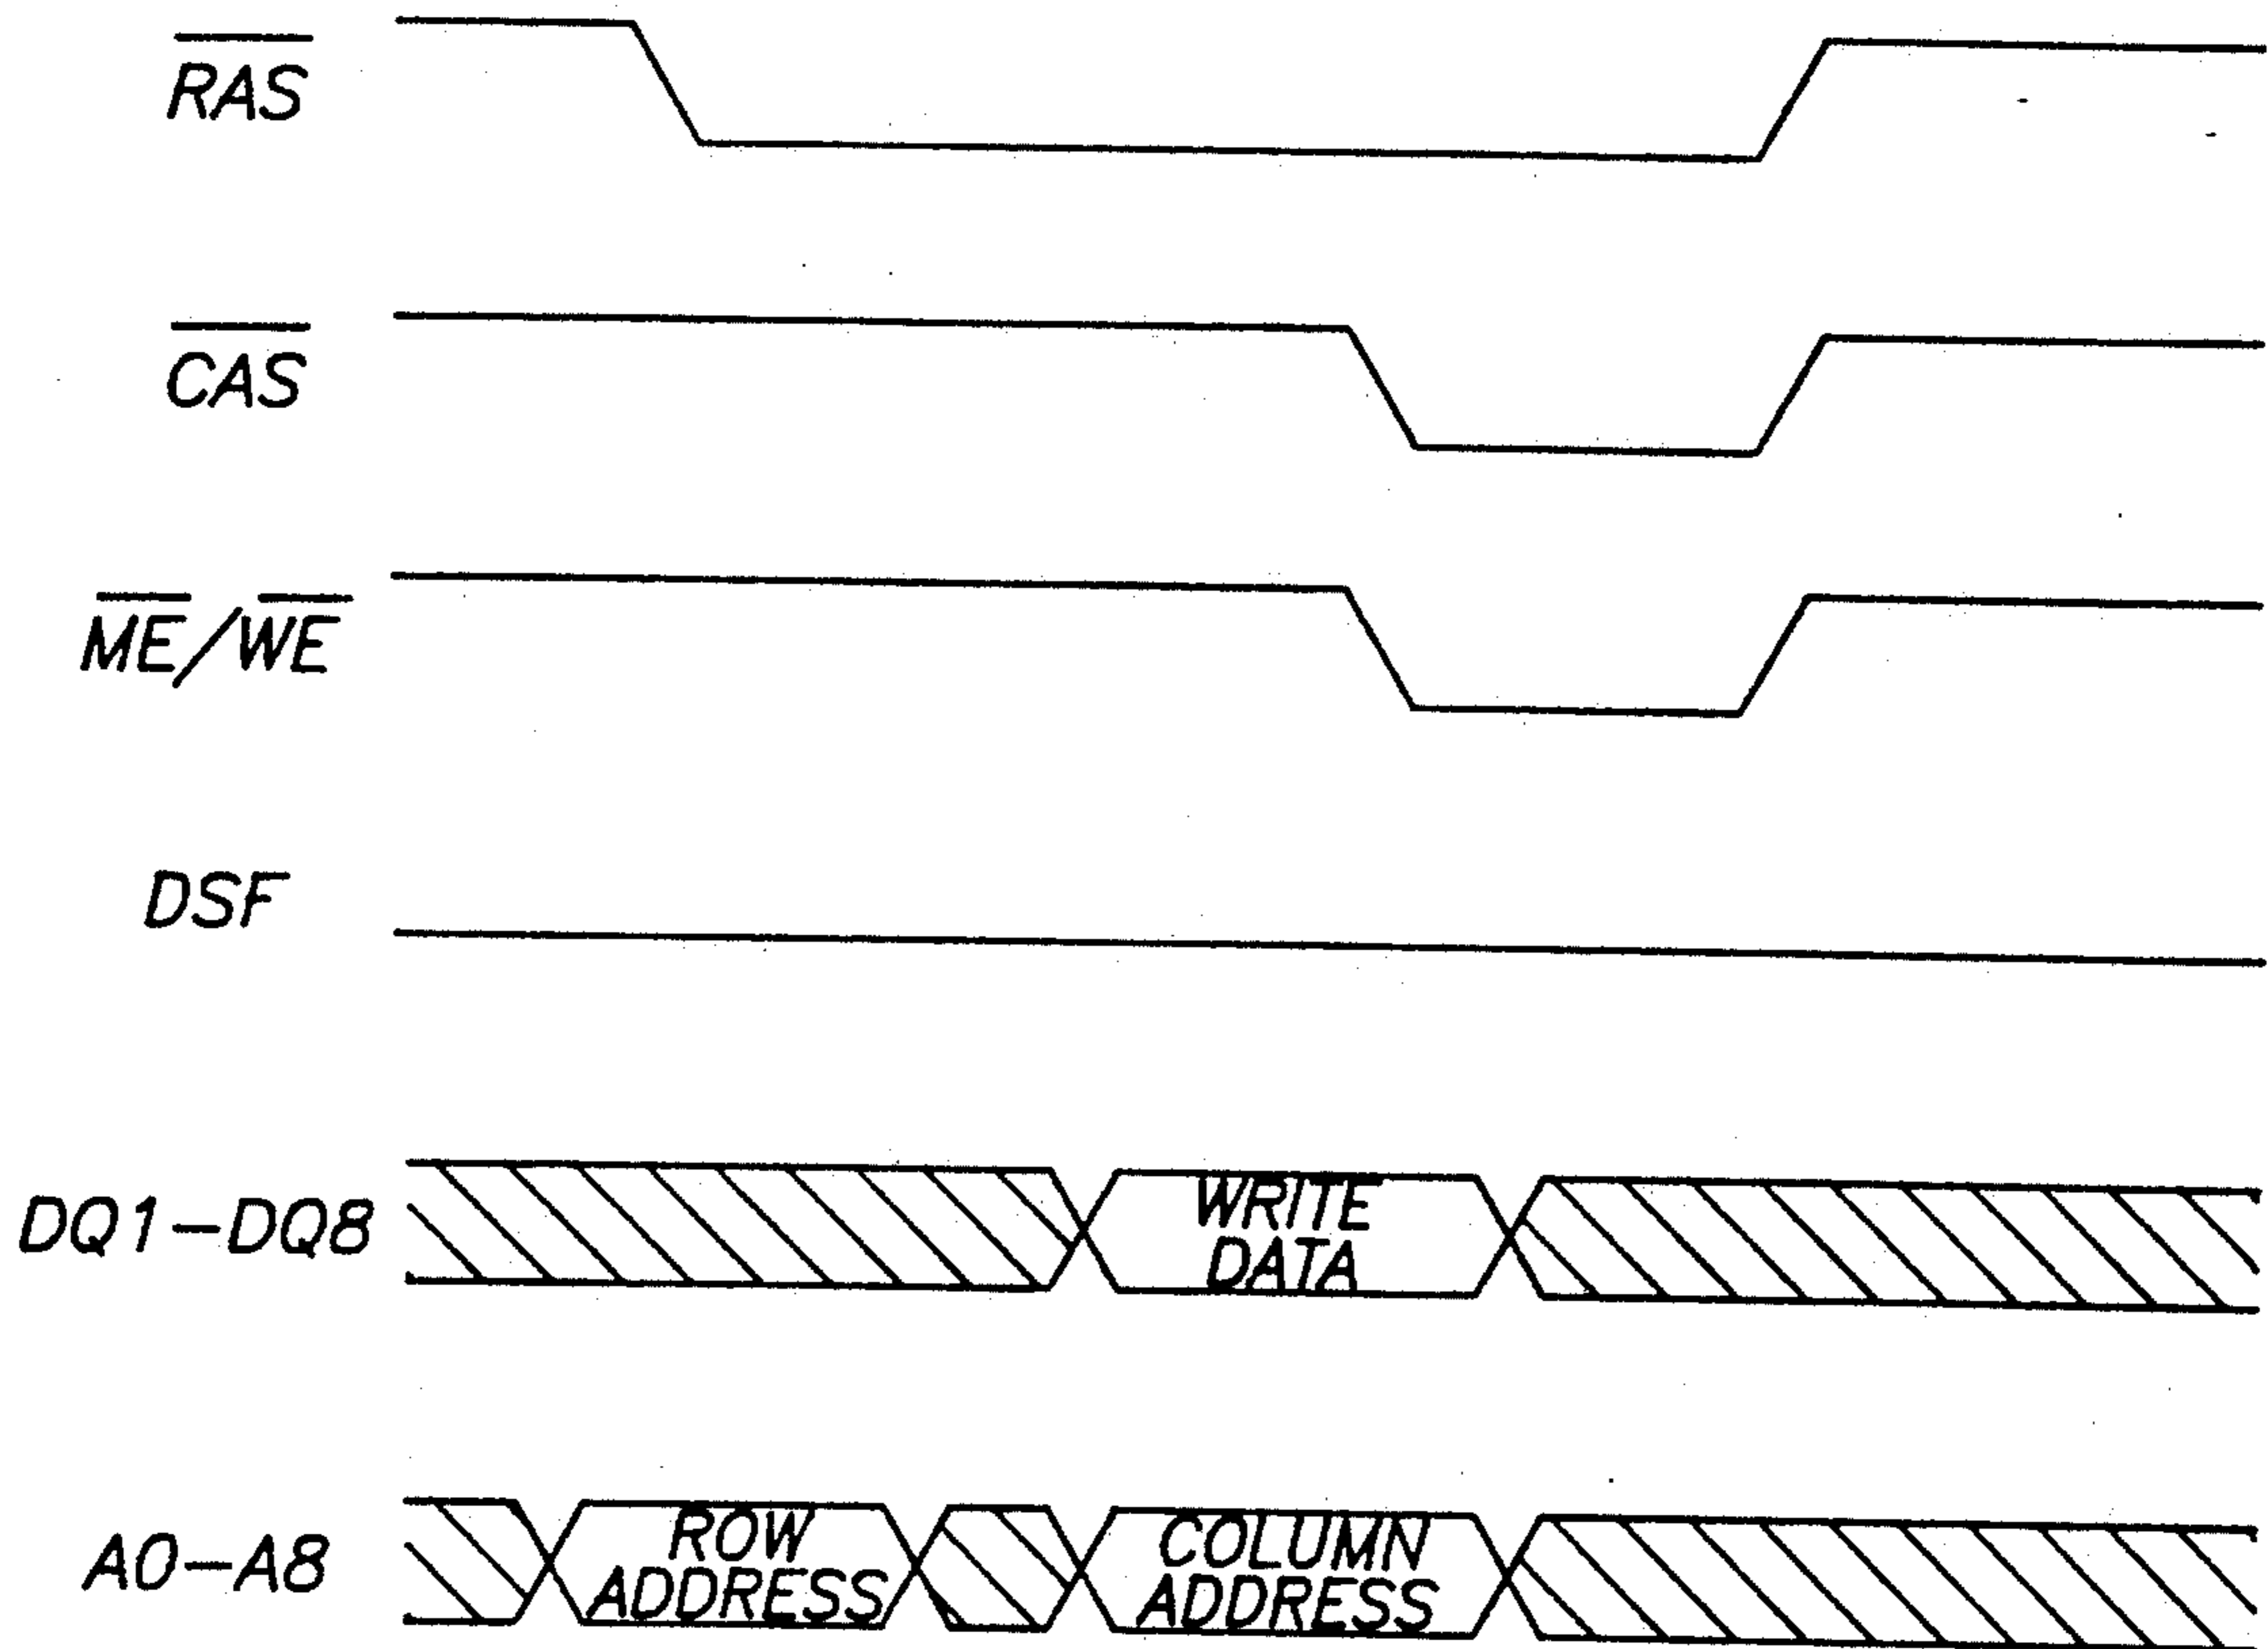 RAS
CAS
ME/WE
DSF
DQ1-DQ8
WRITE
DATA
A0-A8
ROW
ADDRESS
COLUMN
ADDRESS